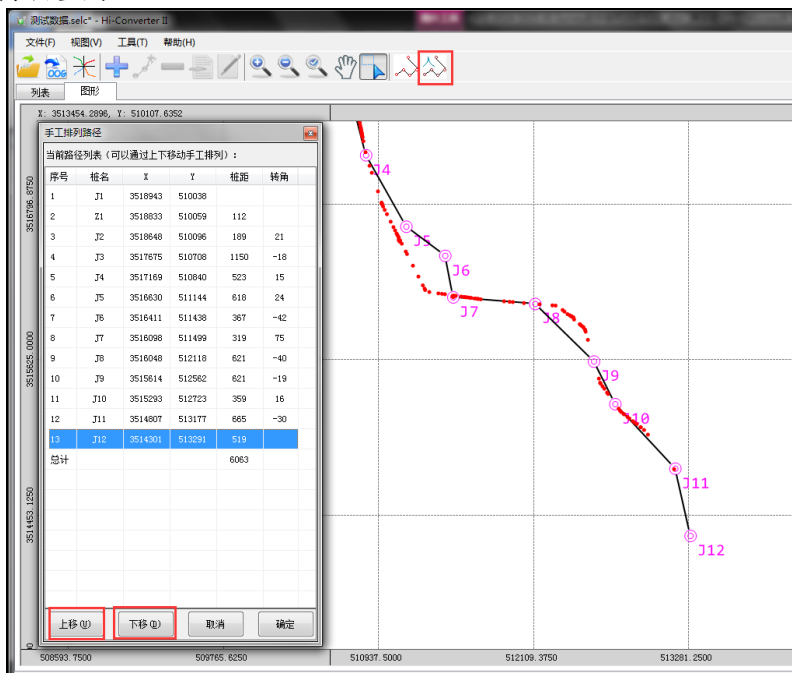 测试数据.selc* - Hi-Converter II
文件(F) 视图(V) 工具(T) 帮助(H)
列表 图形
X: 3513454.2896, Y: 510107.6352
手工排列路径
当前路径列表（可以通过上下移动手工排列）：
序号 桩名 X Y 桩距 转角
1 J1 3518943 510038
2 Z1 3518833 510059 112
3 J2 3518648 510096 189 21
4 J3 3517675 510708 1150 -18
5 J4 3517169 510840 523 15
6 J5 3516630 511144 618 24
7 J6 3516411 511438 367 -42
8 J7 3516098 511499 319 75
9 J8 3516048 512118 621 -40
10 J9 3515614 512562 621 -19
11 J10 3515293 512723 359 16
12 J11 3514807 513177 665 -30
13 J12 3514301 513291 519
总计 6063
上移(U) 下移(D) 取消 确定
J4
J5
J6
J7
J8
J9
J10
J11
J12
3516796.8750
3515625.0000
3514453.1250
508593.7500 509765.6250 510937.5000 512109.3750 513281.2500